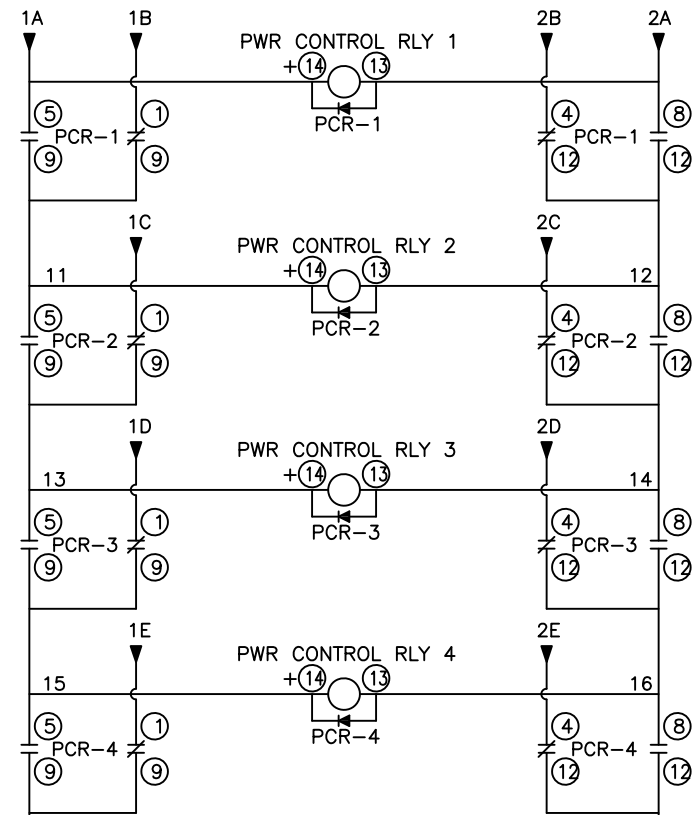 1A 1B 2B 2A
PWR CONTROL RLY 1
+ 14 13
PCR-1
5 1 4 8
PCR-1 PCR-1
9 9 12 12
1C 2C
PWR CONTROL RLY 2
11 + 14 13 12
PCR-2
5 1 4 8
PCR-2 PCR-2
9 9 12 12
1D 2D
PWR CONTROL RLY 3
13 + 14 13 14
PCR-3
5 1 4 8
PCR-3 PCR-3
9 9 12 12
1E 2E
PWR CONTROL RLY 4
15 + 14 13 16
PCR-4
5 1 4 8
PCR-4 PCR-4
9 9 12 12